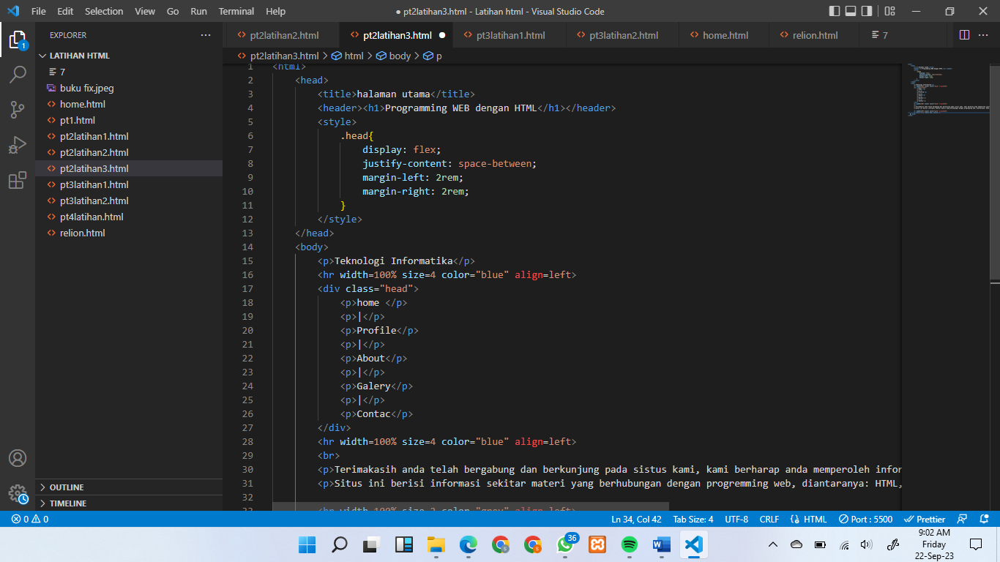 File Edit Selection View Go Run Terminal Help
● pt2latihan3.html - Latihan html - Visual Studio Code
EXPLORER
LATIHAN HTML
7
buku fix.jpeg
home.html
pt1.html
pt2latihan1.html
pt2latihan2.html
pt2latihan3.html
pt3latihan1.html
pt3latihan2.html
pt4latihan.html
relion.html
OUTLINE
TIMELINE
1
pt2latihan2.html pt2latihan3.html pt3latihan1.html pt3latihan2.html home.html relion.html 7
pt2latihan3.html > html > body > p
1 <html>
2 <head>
3 <title>halaman utama</title>
4 <header><h1>Programming WEB dengan HTML</h1></header>
5 <style>
6 .head{
7 display: flex;
8 justify-content: space-between;
9 margin-left: 2rem;
10 margin-right: 2rem;
11 }
12 </style>
13 </head>
14 <body>
15 <p>Teknologi Informatika</p>
16 <hr width=100% size=4 color="blue" align=left>
17 <div class="head">
18 <p>home </p>
19 <p>|</p>
20 <p>Profile</p>
21 <p>|</p>
22 <p>About</p>
23 <p>|</p>
24 <p>Galery</p>
25 <p>|</p>
26 <p>Contac</p>
27 </div>
28 <hr width=100% size=4 color="blue" align=left>
29 <br>
30 <p>Terimakasih anda telah bergabung dan berkunjung pada sistus kami, kami berharap anda memperoleh infor
31 <p>Situs ini berisi informasi sekitar materi yang berhubungan dengan progremming web, diantaranya: HTML,
32
33 <hr width=100% size=2 color="grey" align=left>
0 0
Ln 34, Col 42 Tab Size: 4 UTF-8 CRLF HTML Port : 5500 Prettier
36
9:02 AM
Friday
22-Sep-23